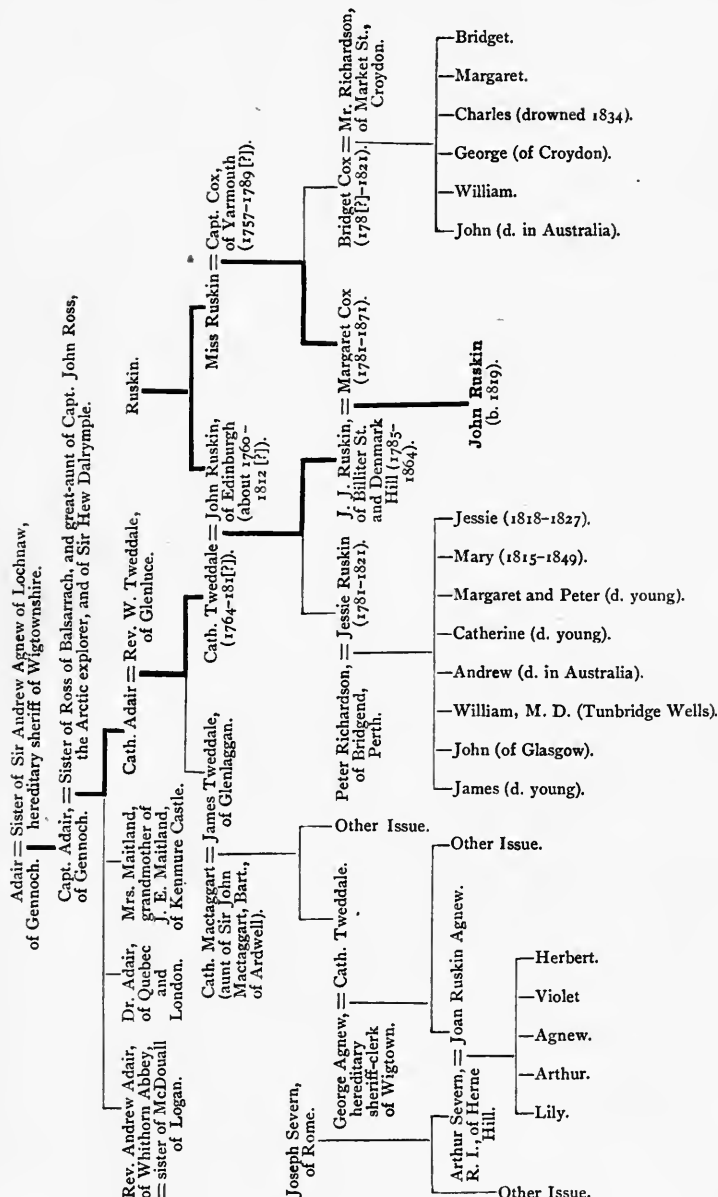 Adair = Sister of Sir Andrew Agnew of Lochnaw,
of Gennoch. hereditary sheriff of Wigtownshire.
Capt. Adair, = Sister of Ross of Balsarrach, and great-aunt of Capt. John Ross,
of Gennoch. the Arctic explorer, and of Sir Hew Dalrymple.
Rev. Andrew Adair,
of Whithorn Abbey,
= sister of McDouall
of Logan.
Dr. Adair,
of Quebec
and
London.
Mrs. Maitland,
grandmother of
J. E. Maitland,
of Kenmure Castle.
Cath. Adair = Rev. W. Tweddale,
of Glenluce.
Ruskin.
Cath. Mactaggart = James Tweddale,
(aunt of Sir John of Glenlaggan.
Mactaggart, Bart.,
of Ardwell).
Cath. Tweddale = John Ruskin,
(1764-181[?]). of Edinburgh
(about 1760-
1812 [?]).
Miss Ruskin = Capt. Cox,
of Yarmouth
(1757-1789 [?]).
Joseph Severn,
of Rome.
George Agnew, = Cath. Tweddale.
hereditary
sheriff-clerk
of Wigtown.
Other Issue.
Peter Richardson, = Jessie Ruskin
of Bridgend, (1781-1821).
Perth.
J. J. Ruskin, = Margaret Cox
of Billiter St. (1781-1871).
and Denmark
Hill (1785-
1864).
Bridget Cox = Mr. Richardson,
(178[?]-1821). of Market St.,
Croydon.
Other Issue.
Arthur Severn, = Joan Ruskin Agnew.
R. I., of Herne
Hill.
Other Issue.
Jessie (1818-1827).
Mary (1815-1849).
Margaret and Peter (d. young).
Catherine (d. young).
Andrew (d. in Australia).
William, M. D. (Tunbridge Wells).
John (of Glasgow).
James (d. young).
John Ruskin
(b. 1819).
Bridget.
Margaret.
Charles (drowned 1834).
George (of Croydon).
William.
John (d. in Australia).
Herbert.
Violet
Agnew.
Arthur.
Lily.